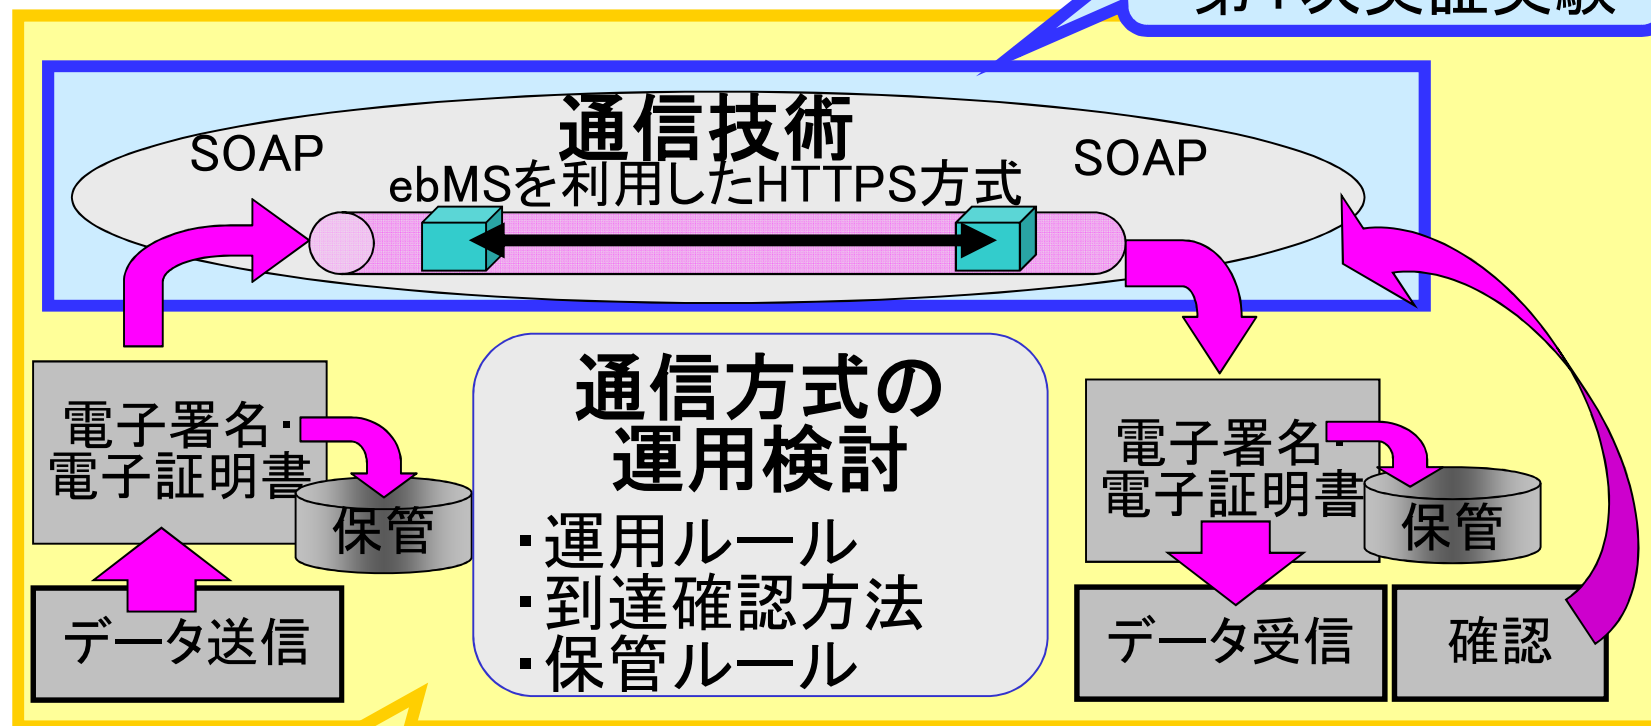 通信技術
SOAP
SOAP
ebMSを利用したHTTPS方式
電子署名・
電子証明書
保管
データ送信
通信方式の
運用検討
・運用ルール
・到達確認方法
・保管ルール
電子署名・
電子証明書
保管
データ受信
確認